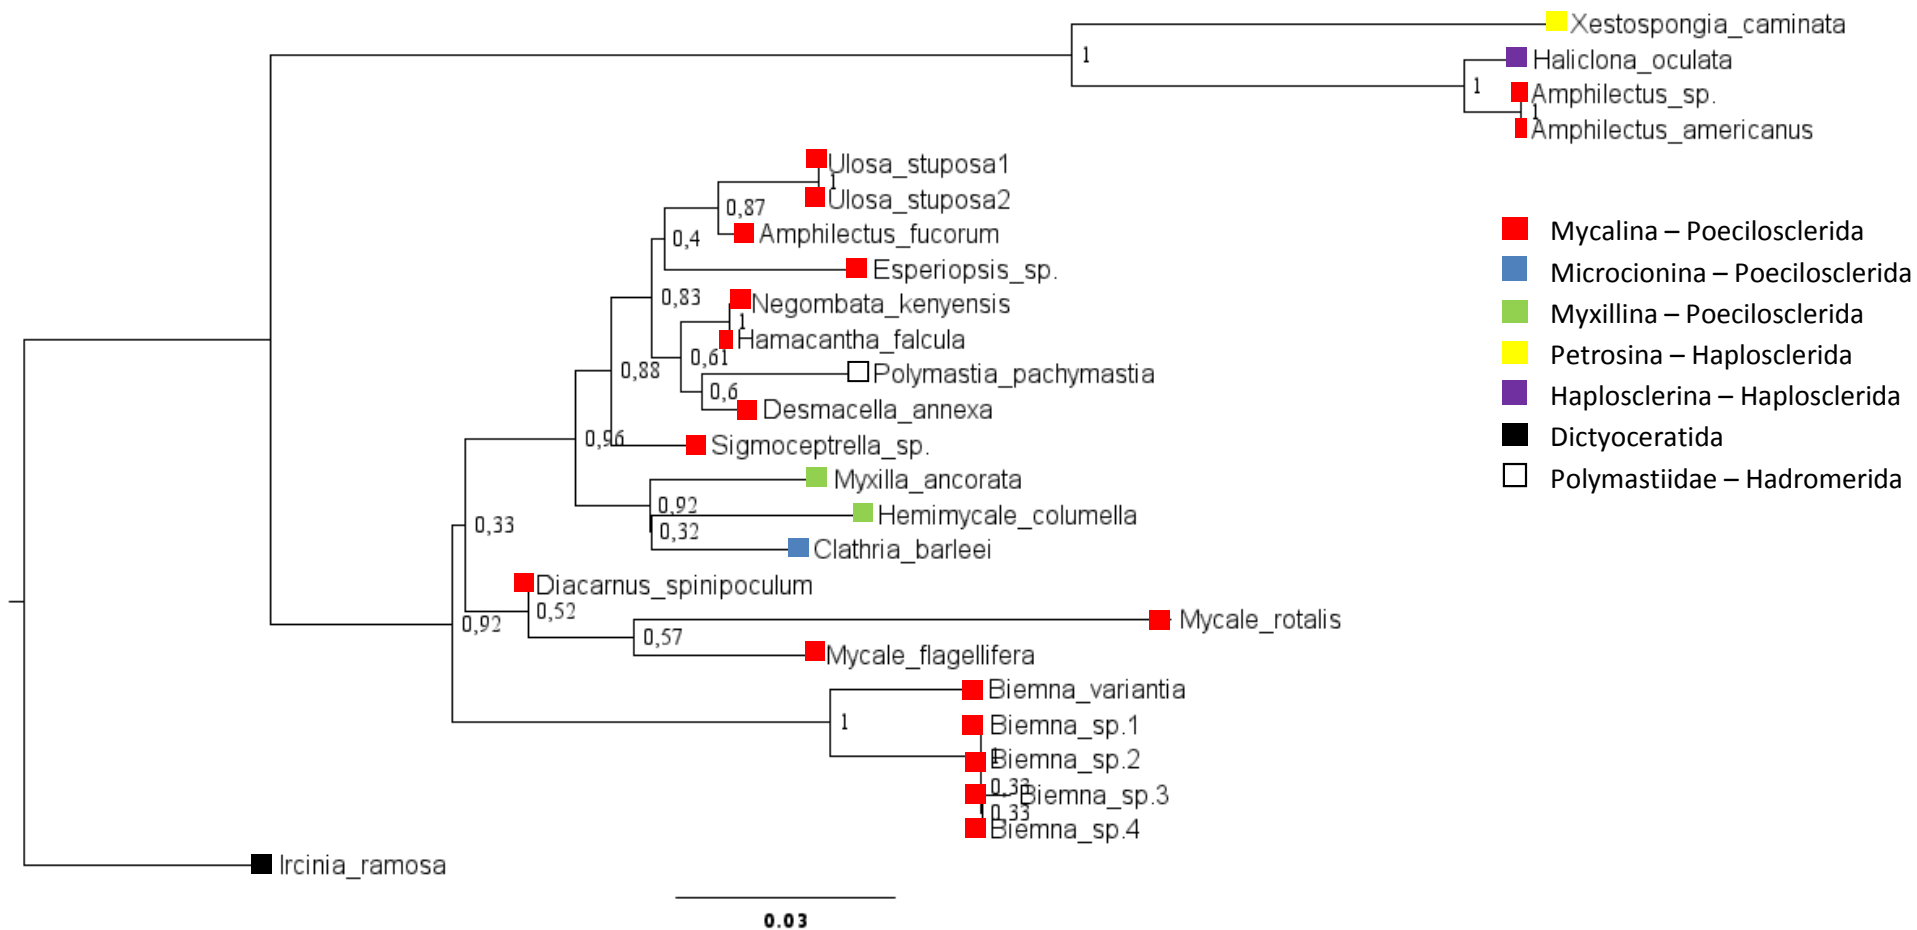 Xestospongia_caminata
1
Haliclona_oculata
1
Amphilectus_sp.
1
Amphilectus_americanus
Ulosa_stuposa1
1
Ulosa_stuposa2
0,87
Amphilectus_fucorum
0,4
Esperiopsis_sp.
0,83
Negombata_kenyensis
1
Hamacantha_falcula
0,61
0,88
Polymastia_pachymastia
0,6
Desmacella_annexa
0,96
Sigmoceptrella_sp.
Myxilla_ancorata
0,92
Hemimycale_columella
0,32
0,33
Clathria_barleei
Diacarnus_spinipoculum
0,52
0,92
Mycale_rotalis
0,57
Mycale_flagellifera
Biemna_variantia
1
Biemna_sp.1
1
Biemna_sp.2
0,33
Biemna_sp.3
0,33
Biemna_sp.4
Ircinia_ramosa
0.03
Mycalina – Poecilosclerida
Microcionina – Poecilosclerida
Myxillina – Poecilosclerida
Petrosina – Haplosclerida
Haplosclerina – Haplosclerida
Dictyoceratida
Polymastiidae – Hadromerida